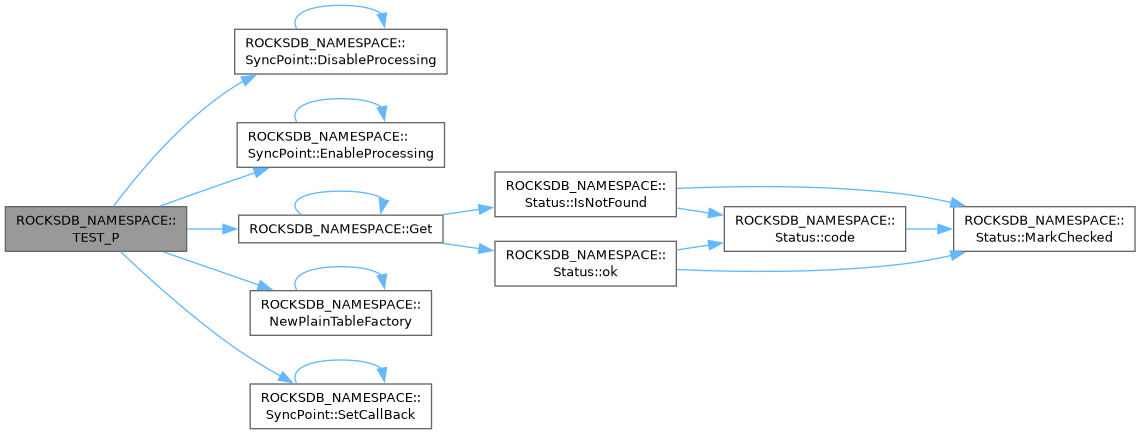 ROCKSDB_NAMESPACE::
SyncPoint::DisableProcessing
ROCKSDB_NAMESPACE::
SyncPoint::EnableProcessing
ROCKSDB_NAMESPACE::
TEST_P
ROCKSDB_NAMESPACE::Get
ROCKSDB_NAMESPACE::
Status::IsNotFound
ROCKSDB_NAMESPACE::
Status::ok
ROCKSDB_NAMESPACE::
Status::code
ROCKSDB_NAMESPACE::
Status::MarkChecked
ROCKSDB_NAMESPACE::
NewPlainTableFactory
ROCKSDB_NAMESPACE::
SyncPoint::SetCallBack